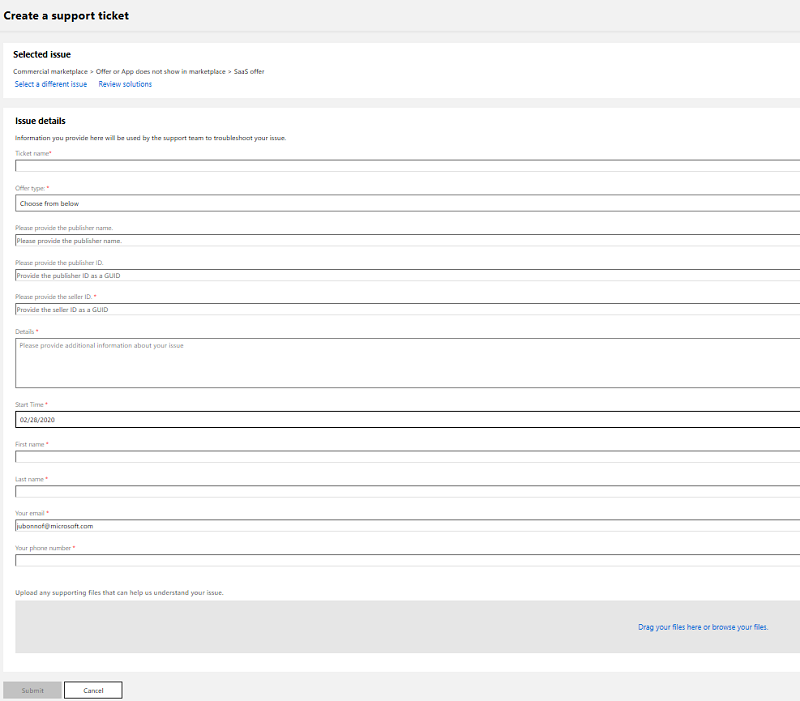 Create a support ticket
Selected issue
Commercial marketplace > Offer or App does not show in marketplace > SaaS offer
Select a different issue Review solutions
Issue details
Information you provide here will be used by the support team to troubleshoot your issue.
Ticket name*
Offer type: *
Choose from below
Please provide the publisher name.
Please provide the publisher name.
Please provide the publisher ID.
Provide the publisher ID as a GUID
Please provide the seller ID. *
Provide the seller ID as a GUID
Details *
Please provide additional information about your issue
Start Time *
02/28/2020
First name *
Last name *
Your email *
jubonnof@microsoft.com
Your phone number *
Upload any supporting files that can help us understand your issue.
Drag your files here or browse your files.
Submit Cancel